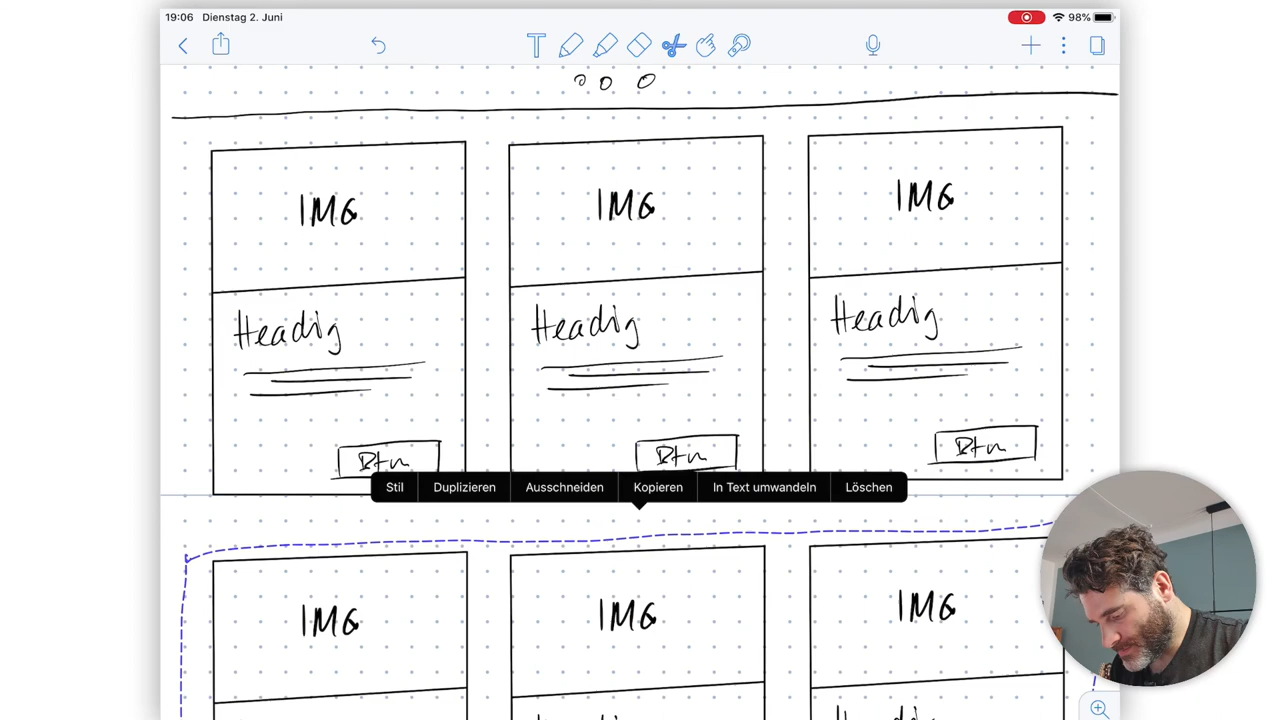 19:06 Dienstag 2. Juni 98%
IMG IMG IMG
Headig Headig Headig
Btn Btn Btn
Stil Duplizieren Ausschneiden Kopieren In Text umwandeln Löschen
IMG IMG IMG